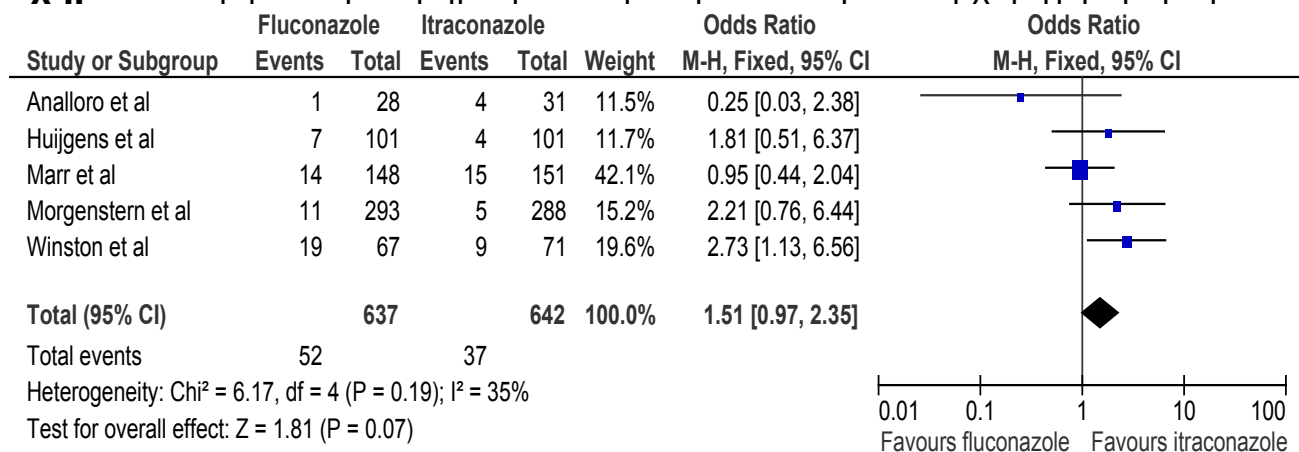 Fluconazole Itraconazole Odds Ratio Odds Ratio
Study or Subgroup Events Total Events Total Weight M-H, Fixed, 95% CI M-H, Fixed, 95% CI
Analloro et al 1 28 4 31 11.5% 0.25 [0.03, 2.38]
Huijgens et al 7 101 4 101 11.7% 1.81 [0.51, 6.37]
Marr et al 14 148 15 151 42.1% 0.95 [0.44, 2.04]
Morgenstern et al 11 293 5 288 15.2% 2.21 [0.76, 6.44]
Winston et al 19 67 9 71 19.6% 2.73 [1.13, 6.56]
Total (95% CI) 637 642 100.0% 1.51 [0.97, 2.35]
Total events 52 37
Heterogeneity: Chi² = 6.17, df = 4 (P = 0.19); I² = 35%
Test for overall effect: Z = 1.81 (P = 0.07)
0.01 0.1 1 10 100
Favours fluconazole Favours itraconazole